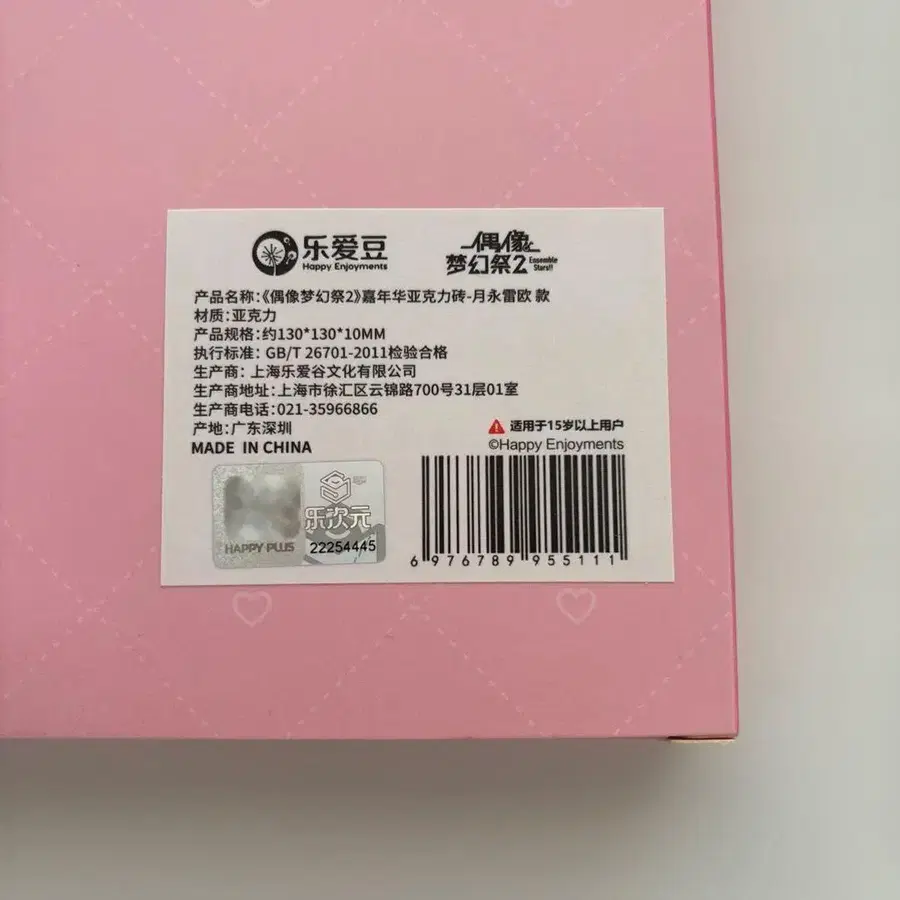 乐爱豆
Happy Enjoyments
偶像
梦幻祭2
Ensemble
Stars!!
产品名称:《偶像梦幻祭2》嘉年华亚克力砖-月永雷欧 款
材质:亚克力
产品规格:约130*130*10MM
执行标准: GB/T 26701-2011检验合格
生产商: 上海乐爱谷文化有限公司
生产商地址:上海市徐汇区云锦路700号31层01室
生产商电话:021-35966866
产地:广东深圳
MADE IN CHINA
适用于15岁以上用户
©Happy Enjoyments
乐次元
HAPPY PLUS
22254445
6 976789 955111